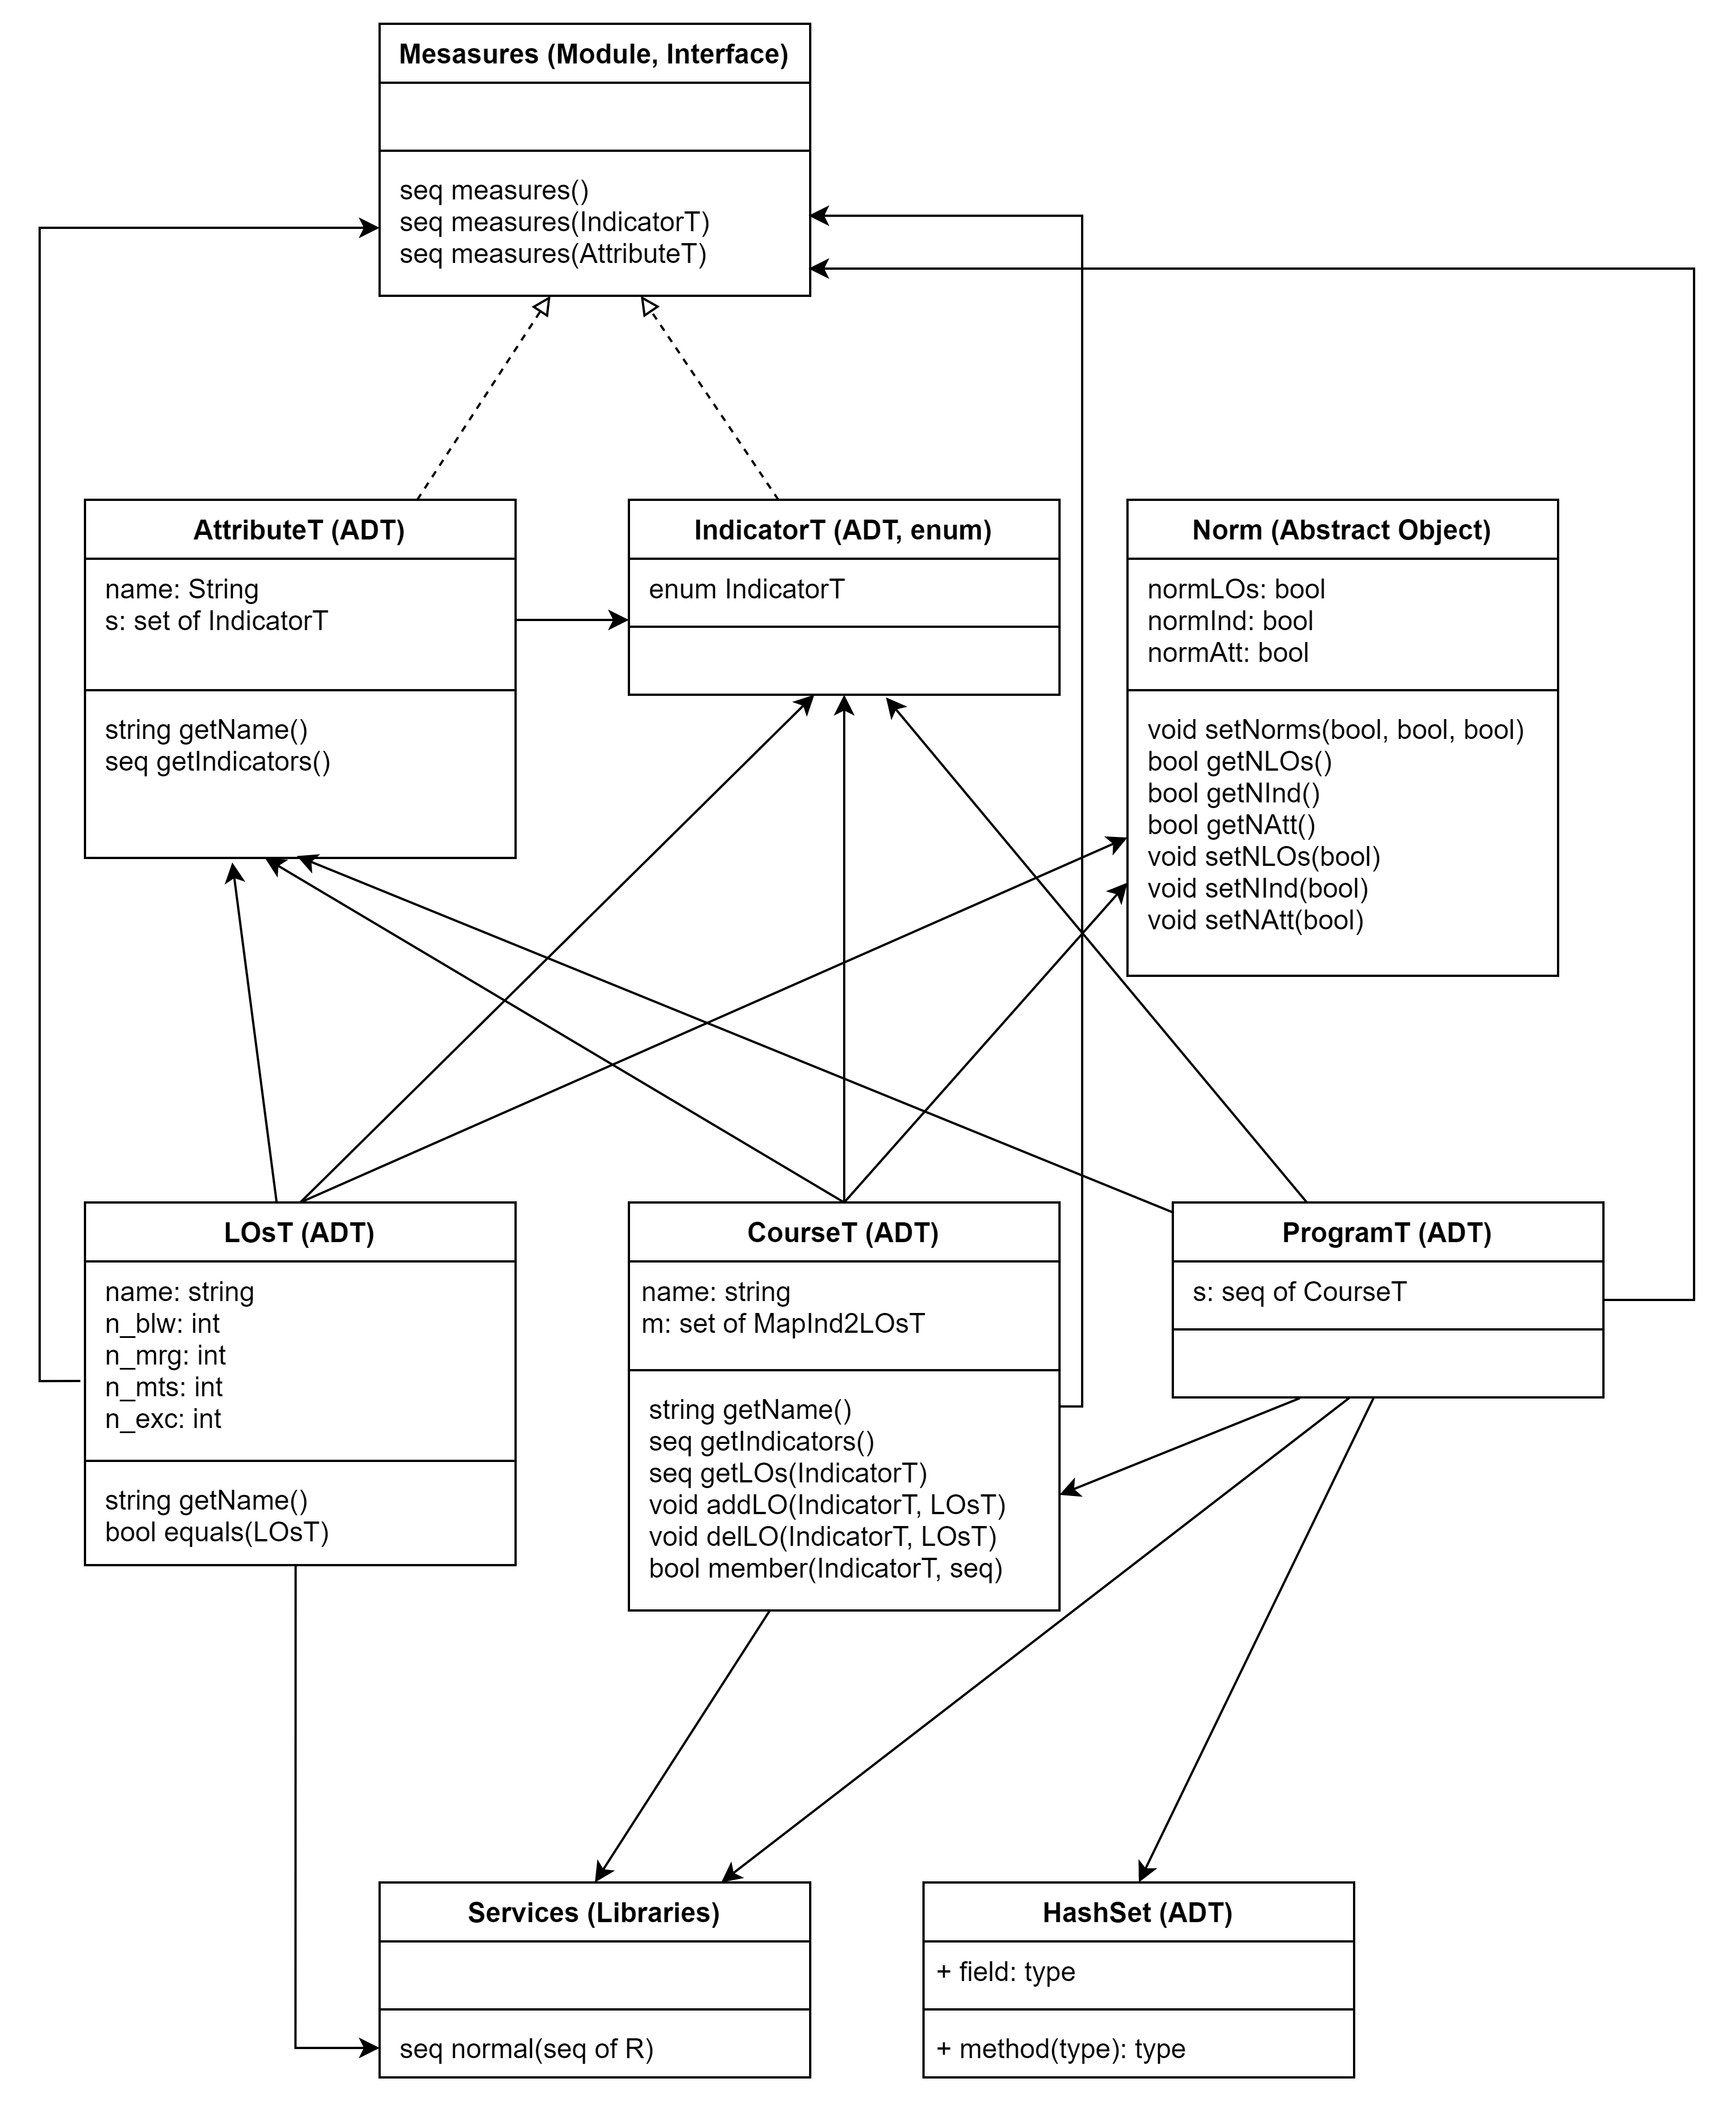 Mesasures (Module, Interface)
seq measures()
seq measures(IndicatorT)
seq measures(AttributeT)
AttributeT (ADT)
name: String
s: set of IndicatorT
string getName()
seq getIndicators()
IndicatorT (ADT, enum)
enum IndicatorT
Norm (Abstract Object)
normLOs: bool
normInd: bool
normAtt: bool
void setNorms(bool, bool, bool)
bool getNLOs()
bool getNInd()
bool getNAtt()
void setNLOs(bool)
void setNInd(bool)
void setNAtt(bool)
LOsT (ADT)
name: string
n_blw: int
n_mrg: int
n_mts: int
n_exc: int
string getName()
bool equals(LOsT)
CourseT (ADT)
name: string
m: set of MapInd2LOsT
string getName()
seq getIndicators()
seq getLOs(IndicatorT)
void addLO(IndicatorT, LOsT)
void delLO(IndicatorT, LOsT)
bool member(IndicatorT, seq)
ProgramT (ADT)
s: seq of CourseT
Services (Libraries)
seq normal(seq of R)
HashSet (ADT)
+ field: type
+ method(type): type